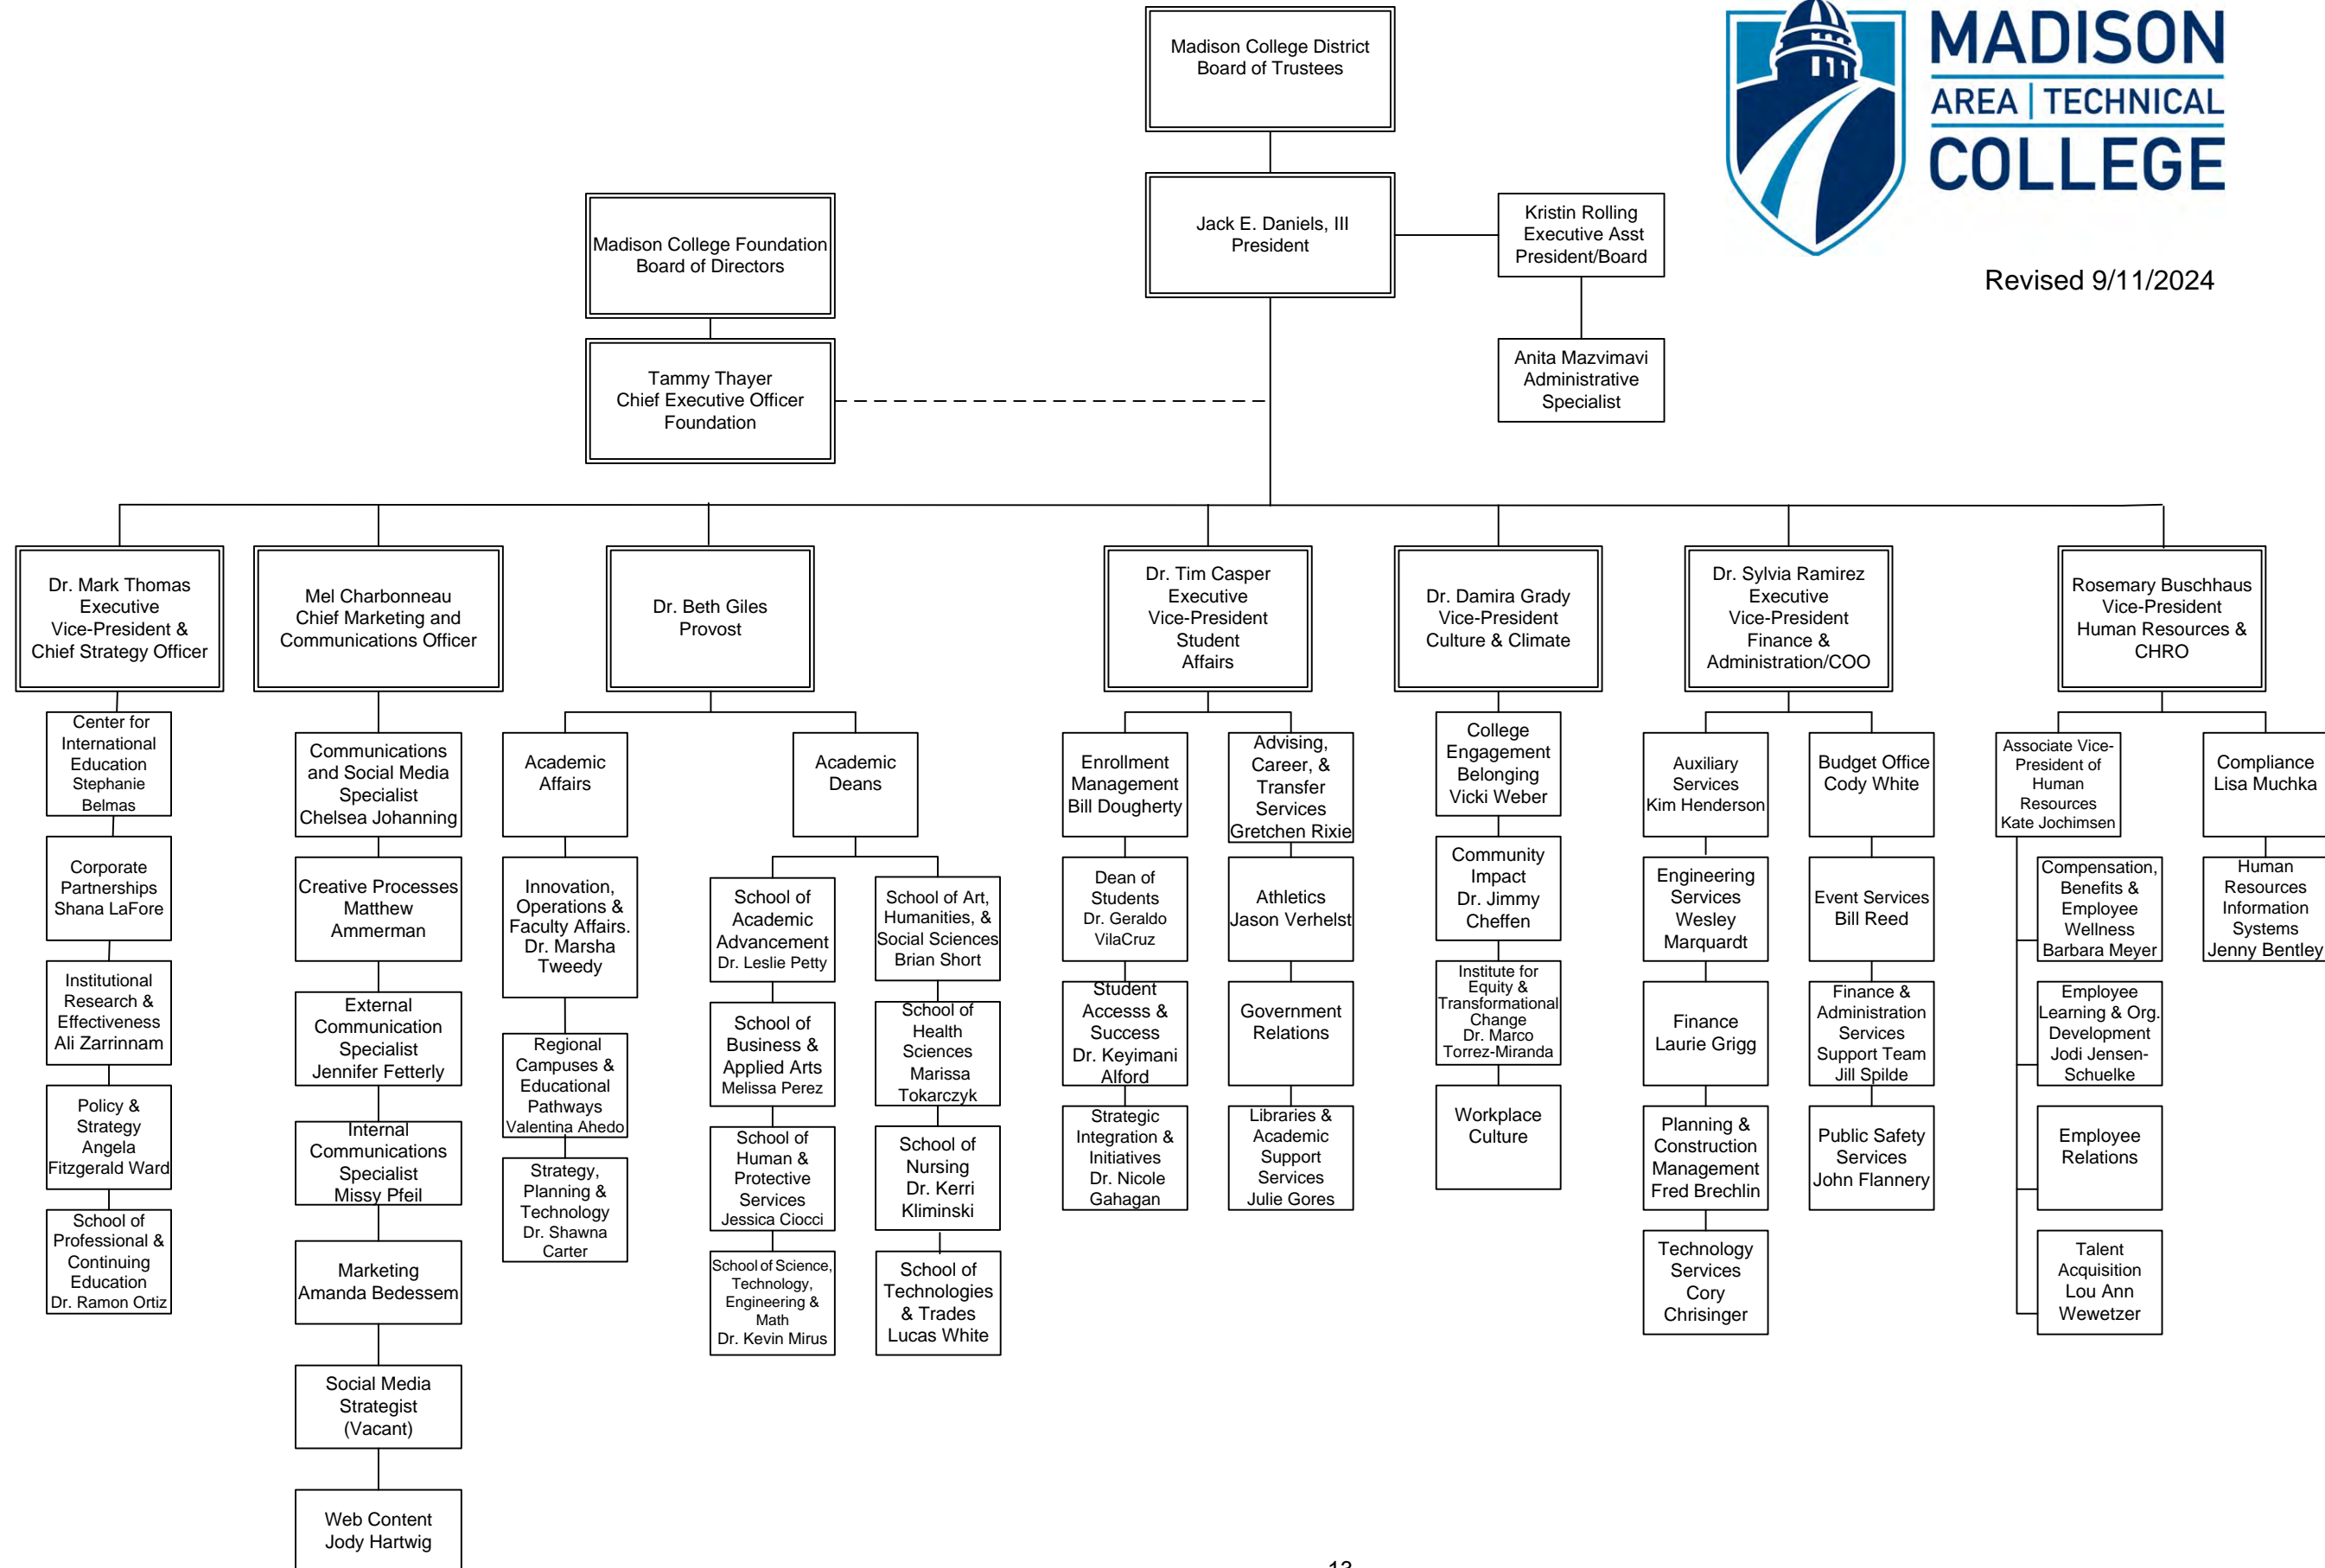 Madison College District
Board of Trustees
MADISON
AREA | TECHNICAL
COLLEGE
Revised 9/11/2024
Jack E. Daniels, III
President
Kristin Rolling
Executive Asst
President/Board
Anita Mazvimavi
Administrative
Specialist
Madison College Foundation
Board of Directors
Tammy Thayer
Chief Executive Officer
Foundation
Dr. Mark Thomas
Executive
Vice-President &
Chief Strategy Officer
Center for
International
Education
Stephanie
Belmas
Corporate
Partnerships
Shana LaFore
Institutional
Research &
Effectiveness
Ali Zarrinnam
Policy &
Strategy
Angela
Fitzgerald Ward
School of
Professional &
Continuing
Education
Dr. Ramon Ortiz
Mel Charbonneau
Chief Marketing and
Communications Officer
Communications
and Social Media
Specialist
Chelsea Johanning
Creative Processes
Matthew
Ammerman
External
Communication
Specialist
Jennifer Fetterly
Internal
Communications
Specialist
Missy Pfeil
Marketing
Amanda Bedessem
Social Media
Strategist
(Vacant)
Web Content
Jody Hartwig
Dr. Beth Giles
Provost
Academic
Affairs
Innovation,
Operations &
Faculty Affairs.
Dr. Marsha
Tweedy
Regional
Campuses &
Educational
Pathways
Valentina Ahedo
Strategy,
Planning &
Technology
Dr. Shawna
Carter
Academic
Deans
School of
Academic
Advancement
Dr. Leslie Petty
School of
Business &
Applied Arts
Melissa Perez
School of
Human &
Protective
Services
Jessica Ciocci
School of Science,
Technology,
Engineering &
Math
Dr. Kevin Mirus
School of Art,
Humanities, &
Social Sciences
Brian Short
School of
Health
Sciences
Marissa
Tokarczyk
School of
Nursing
Dr. Kerri
Kliminski
School of
Technologies
& Trades
Lucas White
Dr. Tim Casper
Executive
Vice-President
Student
Affairs
Enrollment
Management
Bill Dougherty
Dean of
Students
Dr. Geraldo
VilaCruz
Student
Accesss &
Success
Dr. Keyimani
Alford
Strategic
Integration &
Initiatives
Dr. Nicole
Gahagan
Advising,
Career, &
Transfer
Services
Gretchen Rixie
Athletics
Jason Verhelst
Government
Relations
Libraries &
Academic
Support
Services
Julie Gores
Dr. Damira Grady
Vice-President
Culture & Climate
College
Engagement
Belonging
Vicki Weber
Community
Impact
Dr. Jimmy
Cheffen
Institute for
Equity &
Transformational
Change
Dr. Marco
Torrez-Miranda
Workplace
Culture
Dr. Sylvia Ramirez
Executive
Vice-President
Finance &
Administration/COO
Auxiliary
Services
Kim Henderson
Engineering
Services
Wesley
Marquardt
Finance
Laurie Grigg
Planning &
Construction
Management
Fred Brechlin
Technology
Services
Cory
Chrisinger
Budget Office
Cody White
Event Services
Bill Reed
Finance &
Administration
Services
Support Team
Jill Spilde
Public Safety
Services
John Flannery
Rosemary Buschhaus
Vice-President
Human Resources &
CHRO
Associate Vice-
President of
Human
Resources
Kate Jochimsen
Compensation,
Benefits &
Employee
Wellness
Barbara Meyer
Employee
Learning & Org.
Development
Jodi Jensen-
Schuelke
Employee
Relations
Talent
Acquisition
Lou Ann
Wewetzer
Compliance
Lisa Muchka
Human
Resources
Information
Systems
Jenny Bentley
13